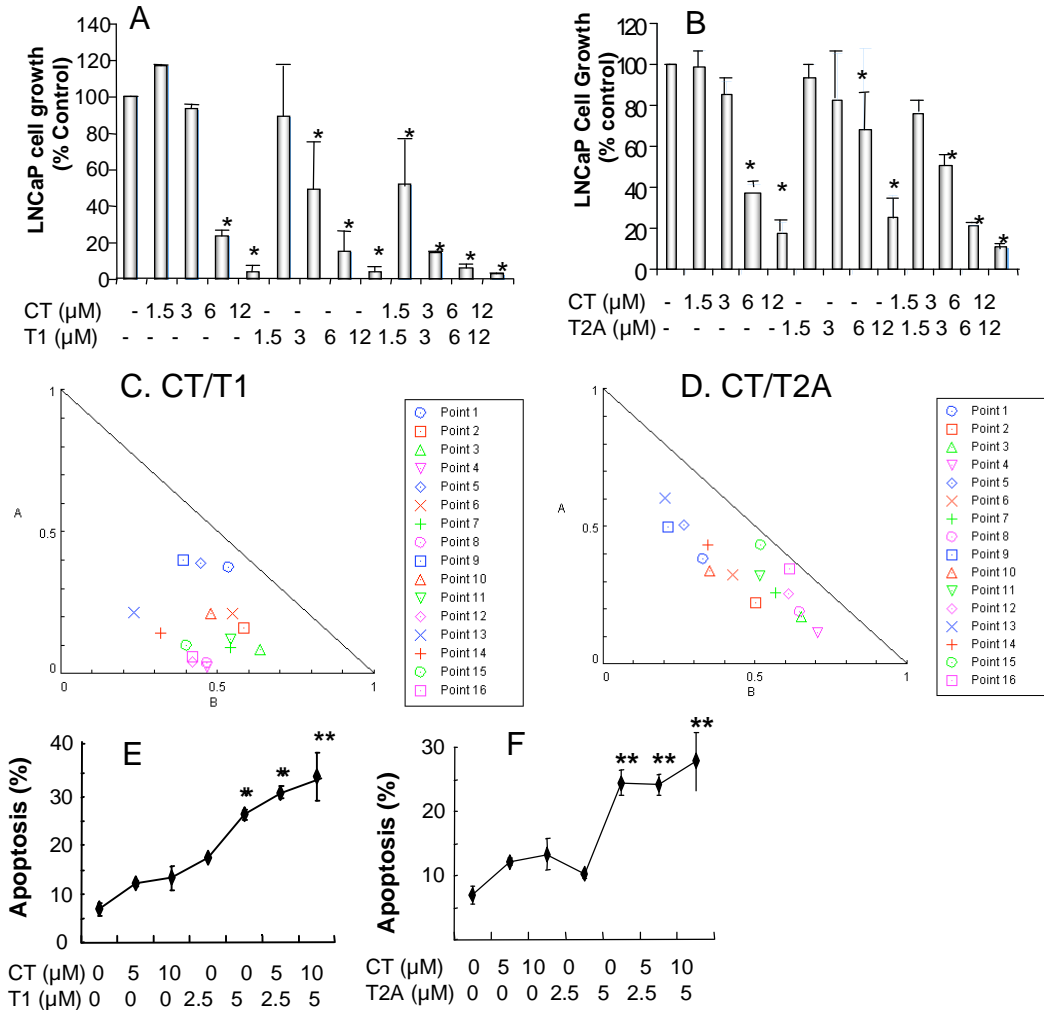 A
LNCaP cell growth
(% Control)
140
120
100
80
60
40
20
0
* * * * * * * * *
CT (µM) - 1.5 3 6 12 - - - - 1.5 3 6 12
T1 (µM) - - - - - 1.5 3 6 12 1.5 3 6 12
B
LNCaP Cell Growth
(% control)
120
100
80
60
40
20
0
* * * * * * *
CT (µM) - 1.5 3 6 12 - - - - 1.5 3 6 12
T2A(µM) - - - - - 1.5 3 6 12 1.5 3 6 12
C. CT/T1
1
A
0.5
0
0 0.5 1
B
Point 1
Point 2
Point 3
Point 4
Point 5
Point 6
Point 7
Point 8
Point 9
Point 10
Point 11
Point 12
Point 13
Point 14
Point 15
Point 16
D. CT/T2A
1
A
0.5
0
0 0.5 1
B
Point 1
Point 2
Point 3
Point 4
Point 5
Point 6
Point 7
Point 8
Point 9
Point 10
Point 11
Point 12
Point 13
Point 14
Point 15
Point 16
E
Apoptosis (%)
40
30
20
10
0
* * **
CT (µM) 0 5 10 0 0 5 10
T1 (µM) 0 0 0 2.5 5 2.5 5
F
Apoptosis (%)
30
20
10
** ** **
CT (µM) 0 5 10 0 0 5 10
T2A(µM) 0 0 0 2.5 5 2.5 5